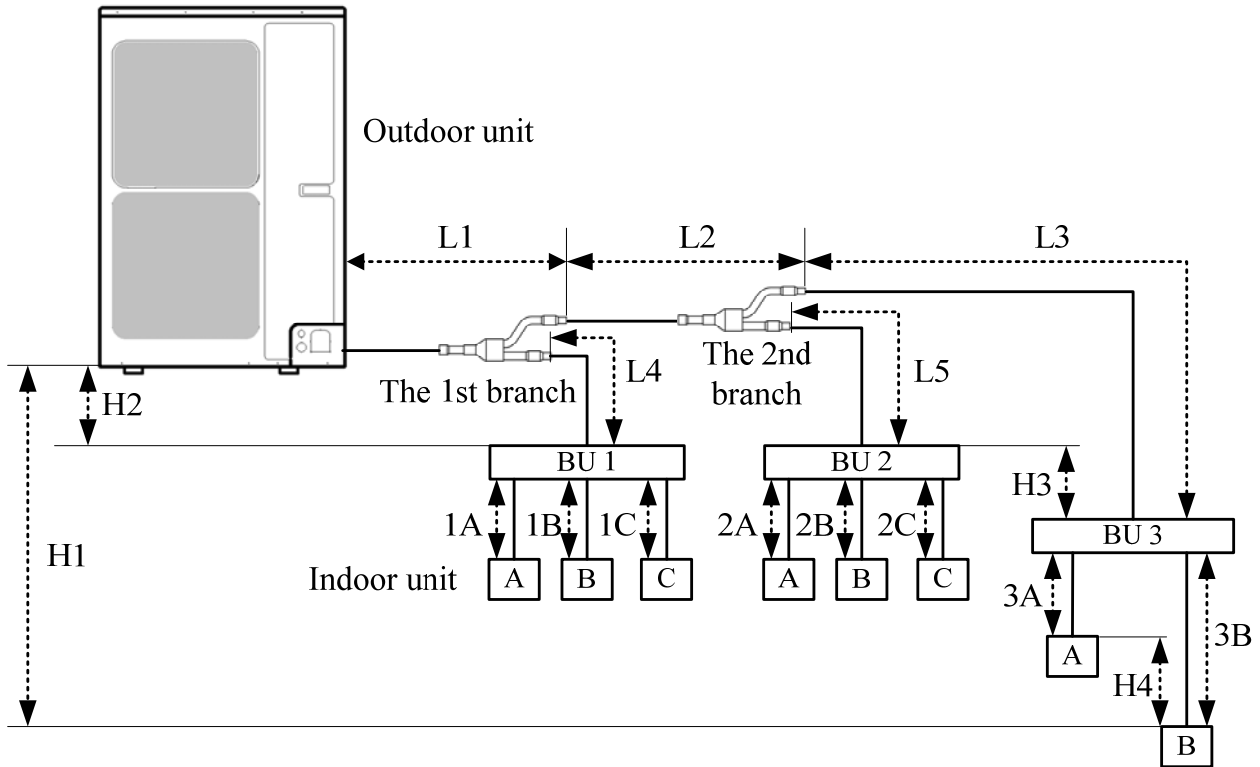 Outdoor unit
L1
L2
L3
The 1st branch
L4
The 2nd
branch
L5
H2
BU 1
BU 2
H3
BU 3
1A
1B
1C
2A
2B
2C
H1
Indoor unit
A
B
C
A
B
C
3A
3B
A
H4
B